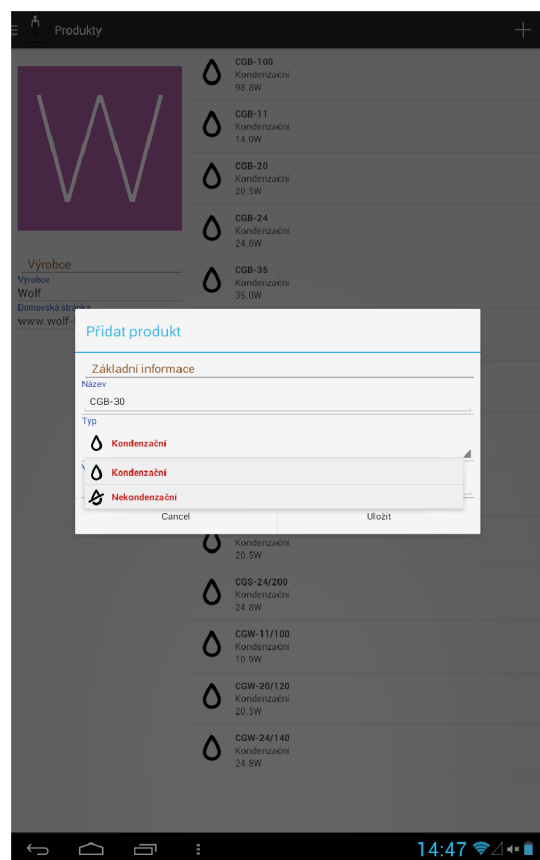 Produkty
W
Výrobce
Výrobce
Wolf
Domovská stránka
www.wolf-
CGB-100
Kondenzační
98.8W
CGB-11
Kondenzační
14.0W
CGB-20
Kondenzační
20.5W
CGB-24
Kondenzační
24.8W
CGB-35
Kondenzační
35.0W
Přidat produkt
Základní informace
Název
CGB-30
Typ
Kondenzační
Kondenzační
Nekondenzační
Cancel
Uložit
Kondenzační
20.5W
CGS-24/200
Kondenzační
24.8W
CGW-11/100
Kondenzační
10.9W
CGW-20/120
Kondenzační
20.5W
CGW-24/140
Kondenzační
24.8W
14:47